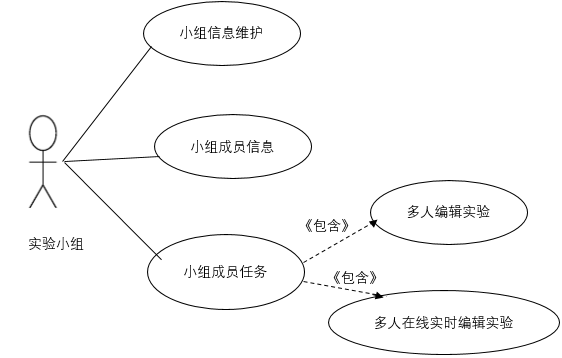 小组信息维护
小组成员信息
实验小组
小组成员任务
《包含》
多人编辑实验
《包含》
多人在线实时编辑实验